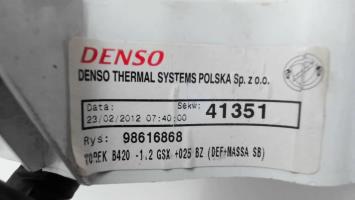 DENSO
DENSO THERMAL SYSTEMS POLSKA Sp. z o.o.
Data: Sekw: 41351
23/02/2012 07:40:00
Rys: 98616868
B420 -1.2 GSX +025 BZ (DEF+MASSA SB)